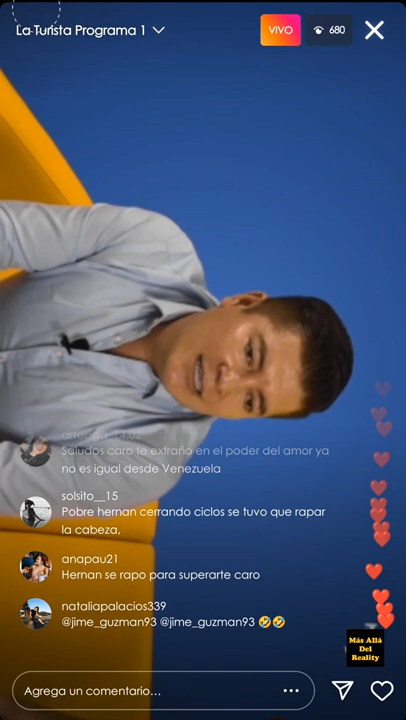 La Turista Programa 1
VIVO
680
Saludos caro te extraño en el poder del amor ya
no es igual desde Venezuela
solsito__15
Pobre hernan cerrando ciclos se tuvo que rapar
la cabeza,
anapau21
Hernan se rapo para superarte caro
nataliapalacios339
@jime_guzman93 @jime_guzman93 🤣🤣
Más Allá
Del
Reality
Agrega un comentario...